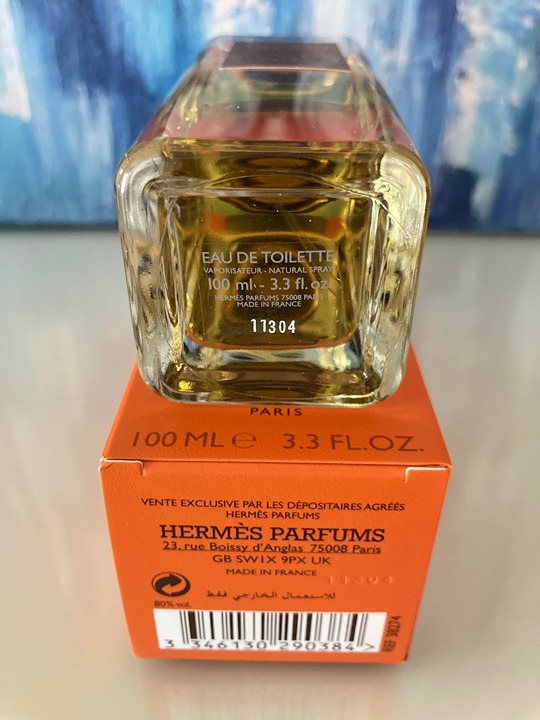 EAU DE TOILETTE
VAPORISATEUR - NATURAL SPRAY
100 ml - 3.3 fl. oz
HERMÈS PARFUMS 75008 PARIS
MADE IN FRANCE
11304
PARIS
100 ML e 3.3 FL.OZ.
VENTE EXCLUSIVE PAR LES DÉPOSITAIRES AGRÉÉS
HERMÈS PARFUMS
HERMÈS PARFUMS
23, rue Boissy d'Anglas 75008 Paris
GB SW1X 9PX UK
MADE IN FRANCE
11304
للاستعمال الخارجي فقط
80% vol.
3 346130 290384 >
REF 38274